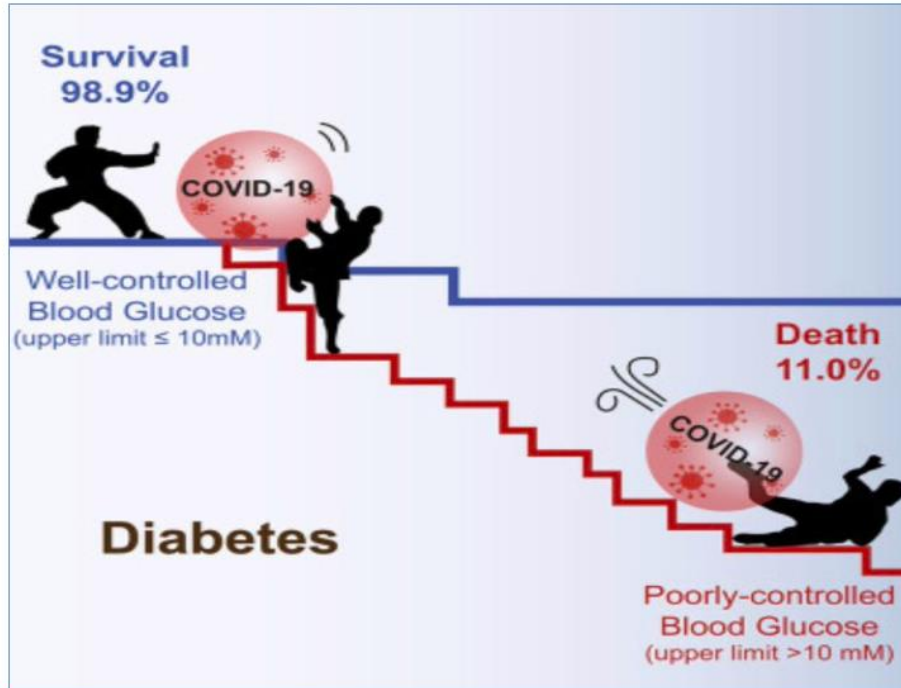 Survival
98.9%
COVID-19
Well-controlled
Blood Glucose
(upper limit ≤ 10mM)
Death
11.0%
COVID-19
Diabetes
Poorly-controlled
Blood Glucose
(upper limit >10 mM)